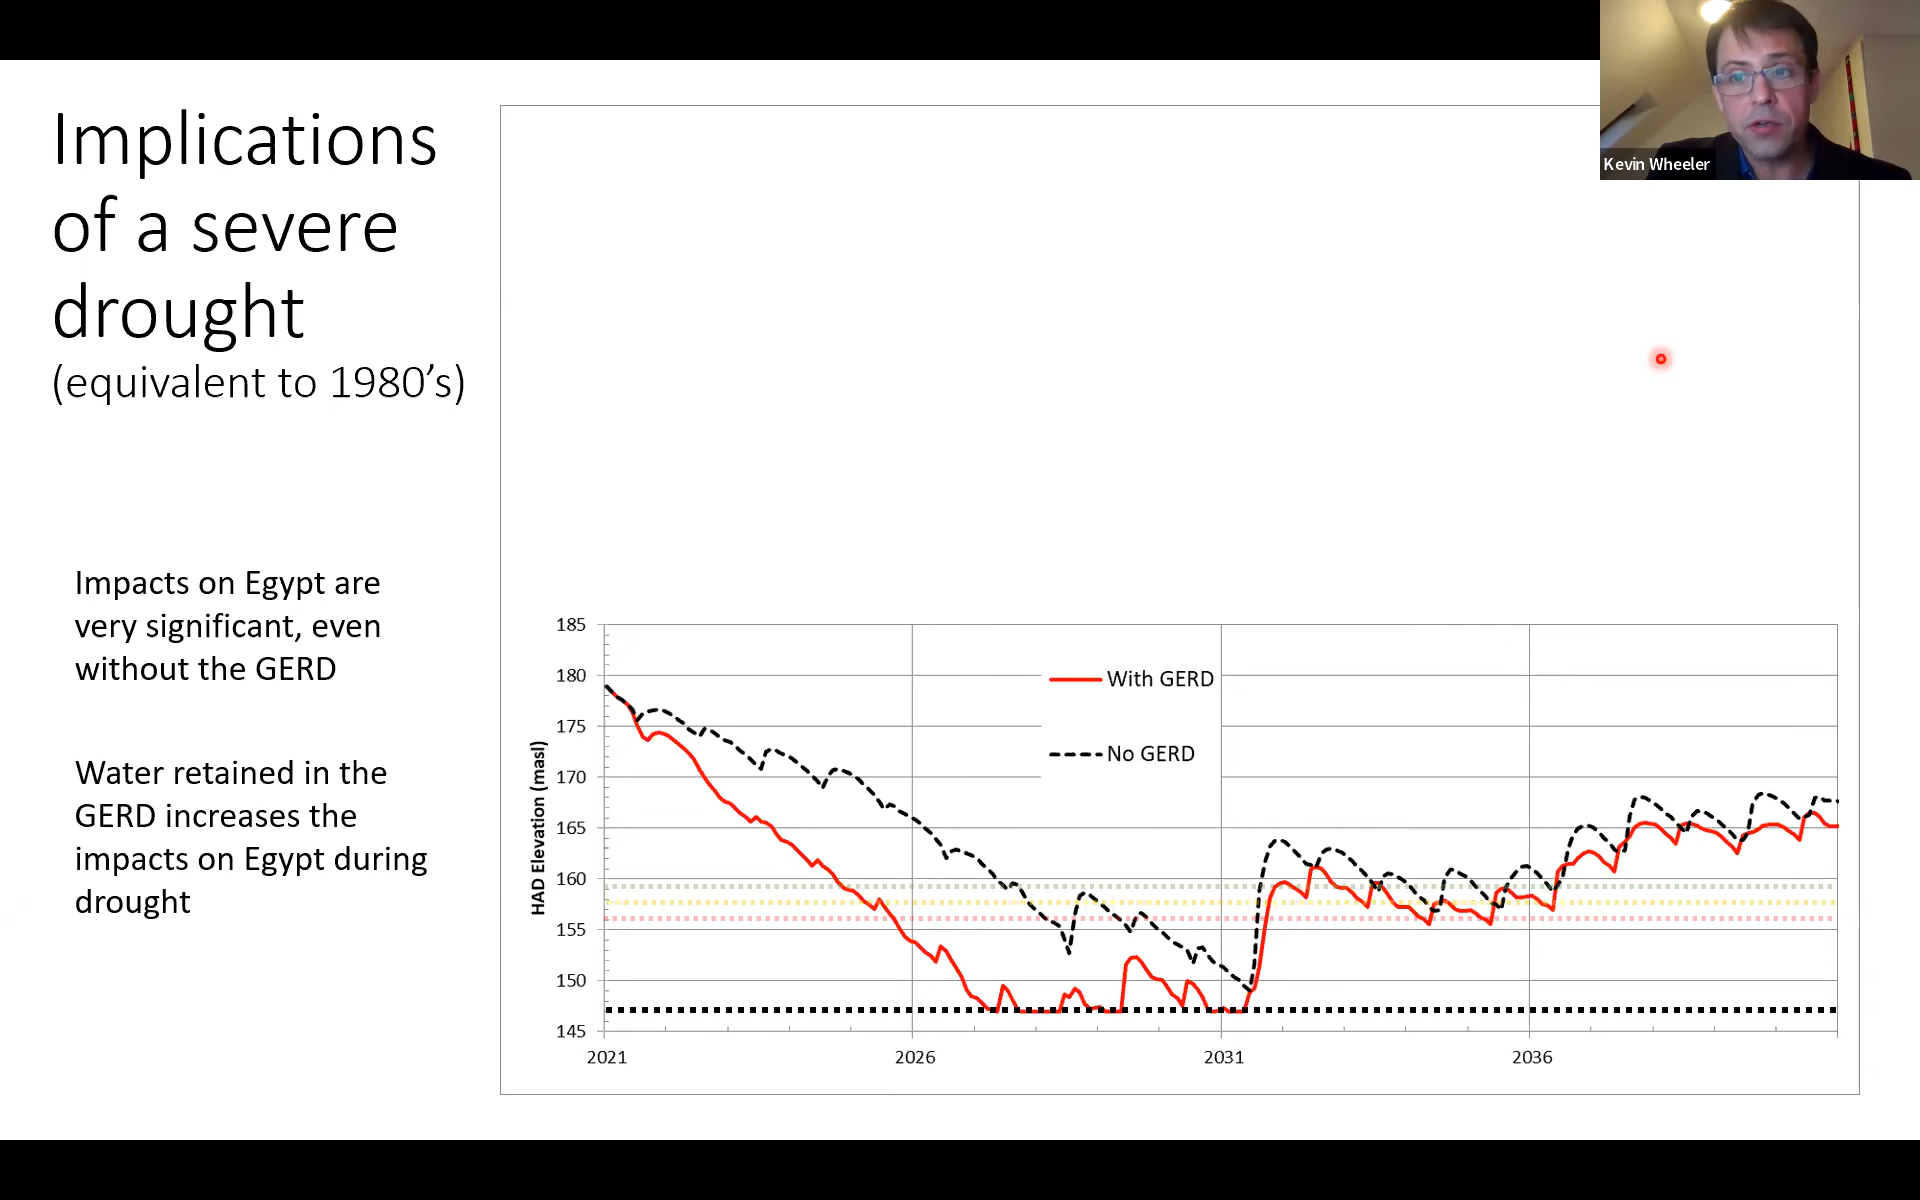 Implications
of a severe
drought
(equivalent to 1980’s)
Kevin Wheeler
Impacts on Egypt are
very significant, even
without the GERD
Water retained in the
GERD increases the
impacts on Egypt during
drought
HAD Elevation (masl)
185
180
175
170
165
160
155
150
145
With GERD
No GERD
2021
2026
2031
2036